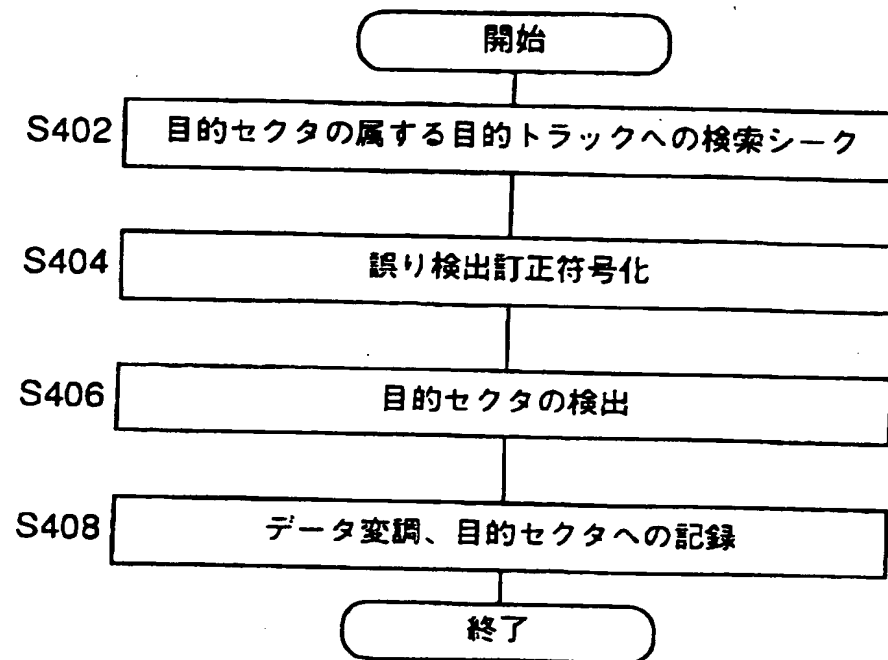 開始
S402 目的セクタの属する目的トラックへの検索シーク
S404 誤り検出訂正符号化
S406 目的セクタの検出
S408 データ変調、目的セクタへの記録
終了